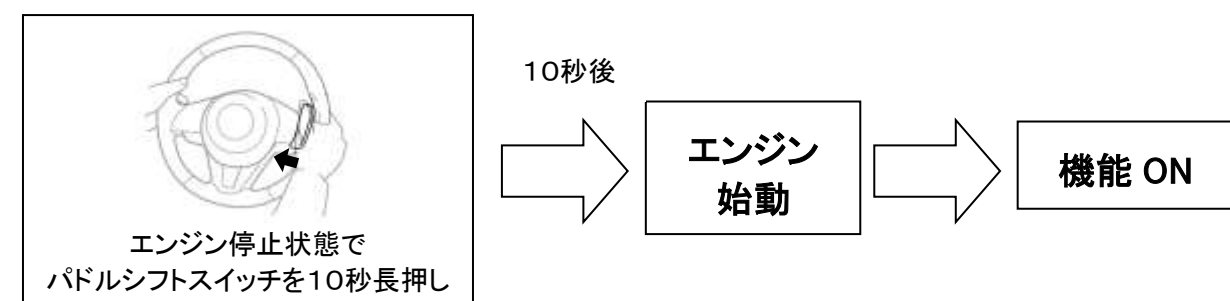 エンジン停止状態で
パドルシフトスイッチを１０秒長押し
１０秒後
エンジン
始動
機能 ON